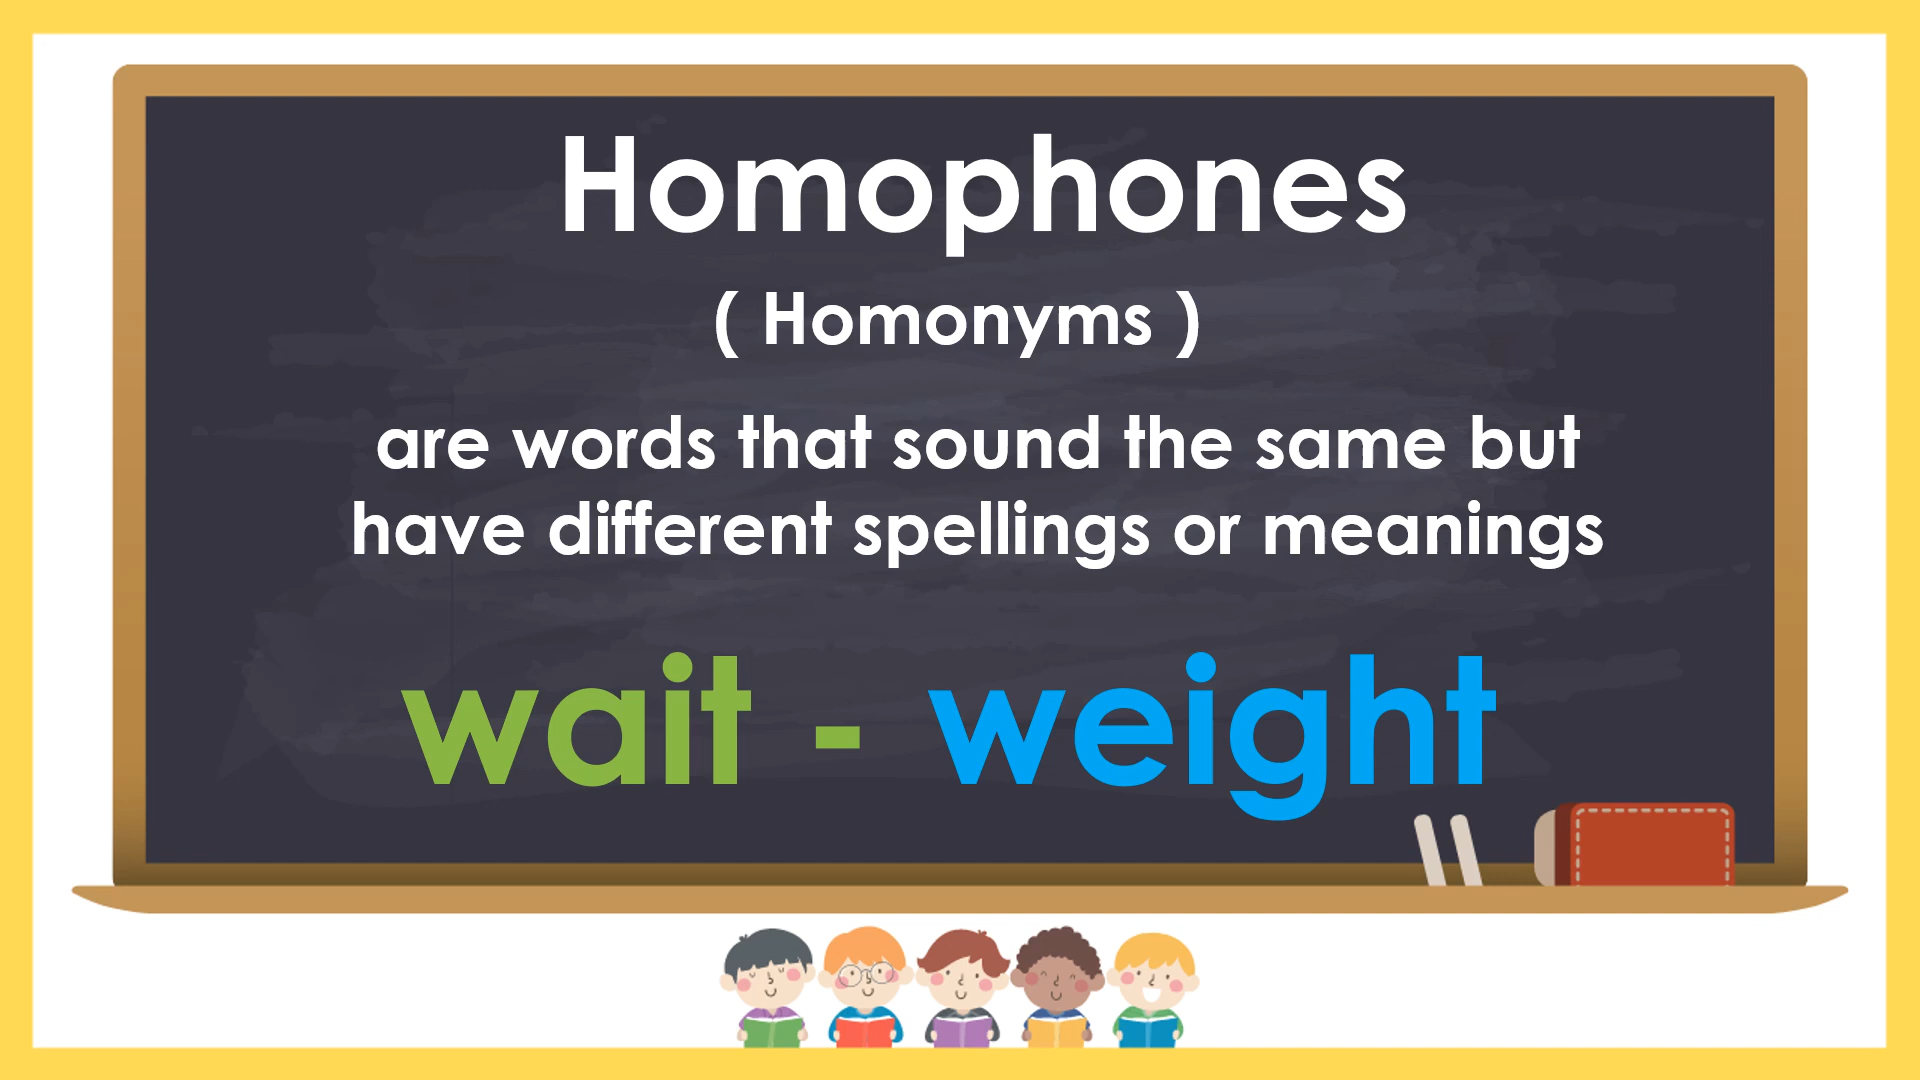 Homophones
( Homonyms )
are words that sound the same but
have different spellings or meanings
wait - weight